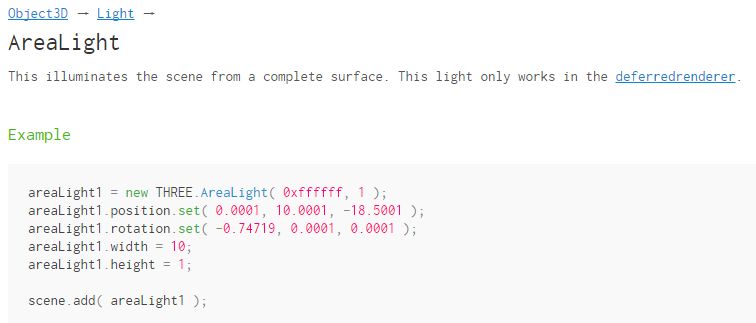 Object3D → Light →
AreaLight
This illuminates the scene from a complete surface. This light only works in the deferredrenderer.
Example
areaLight1 = new THREE.AreaLight( 0xffffff, 1 );
areaLight1.position.set( 0.0001, 10.0001, -18.5001 );
areaLight1.rotation.set( -0.74719, 0.0001, 0.0001 );
areaLight1.width = 10;
areaLight1.height = 1;
scene.add( areaLight1 );